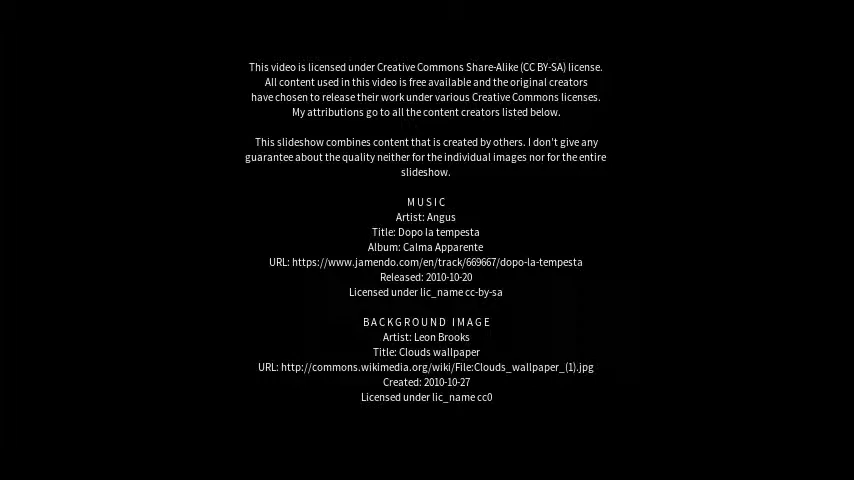 This video is licensed under Creative Commons Share-Alike (CC BY-SA) license.
All content used in this video is free available and the original creators
have chosen to release their work under various Creative Commons licenses.
My attributions go to all the content creators listed below.
This slideshow combines content that is created by others. I don't give any
guarantee about the quality neither for the individual images nor for the entire
slideshow.
MUSIC
Artist: Angus
Title: Dopo la tempesta
Album: Calma Apparente
URL: https://www.jamendo.com/en/track/669667/dopo-la-tempesta
Released: 2010-10-20
Licensed under lic_name cc-by-sa
BACKGROUND IMAGE
Artist: Leon Brooks
Title: Clouds wallpaper
URL: http://commons.wikimedia.org/wiki/File:Clouds_wallpaper_(1).jpg
Created: 2010-10-27
Licensed under lic_name cc0